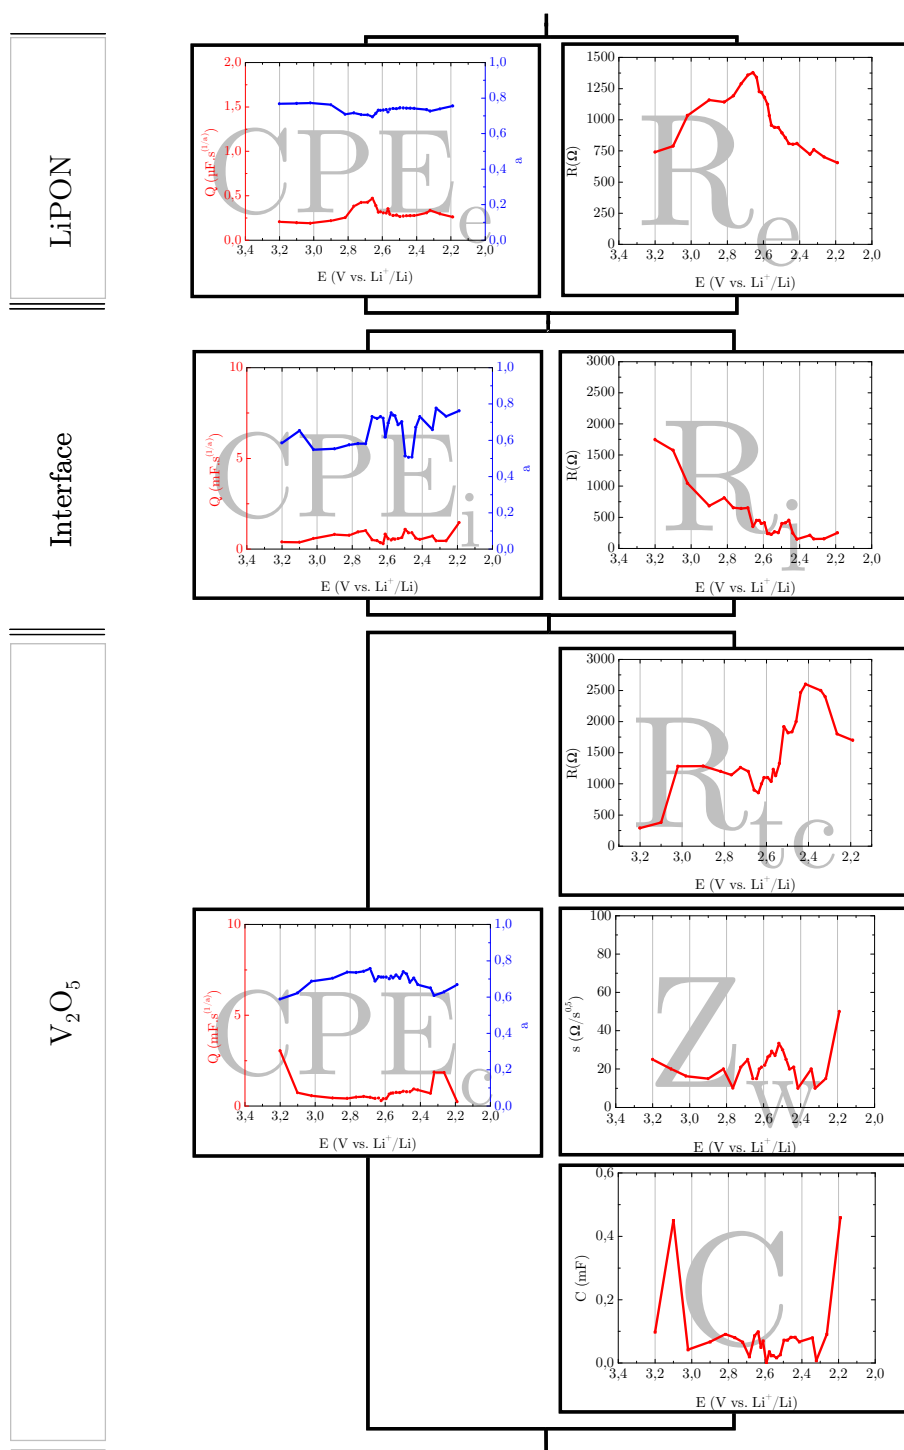 LiPON
CPEe
2,0
1,5
1,0
0,5
0,0
Q (µF.s^(1/a))
1,0
0,8
0,6
0,4
0,2
0,0
a
3,4 3,2 3,0 2,8 2,6 2,4 2,2 2,0
E (V vs. Li⁺/Li)
Re
1500
1250
1000
750
500
250
0
R(Ω)
3,4 3,2 3,0 2,8 2,6 2,4 2,2 2,0
E (V vs. Li⁺/Li)
Interface
CPEi
10
5
0
Q (mF.s^(1/a))
1,0
0,8
0,6
0,4
0,2
0,0
a
3,4 3,2 3,0 2,8 2,6 2,4 2,2 2,0
E (V vs. Li⁺/Li)
Ri
3000
2500
2000
1500
1000
500
0
R(Ω)
3,4 3,2 3,0 2,8 2,6 2,4 2,2 2,0
E (V vs. Li⁺/Li)
V₂O₅
Rtc
3000
2500
2000
1500
1000
500
0
R(Ω)
3,2 3,0 2,8 2,6 2,4 2,2
E (V vs. Li⁺/Li)
CPEc
10
5
0
Q (mF.s^(1/a))
1,0
0,8
0,6
0,4
0,2
0,0
a
3,4 3,2 3,0 2,8 2,6 2,4 2,2 2,0
E (V vs. Li⁺/Li)
Zw
100
80
60
40
20
0
s (Ω/s^0,5)
3,4 3,2 3,0 2,8 2,6 2,4 2,2 2,0
E (V vs. Li⁺/Li)
C
0,6
0,4
0,2
0,0
C (mF)
3,4 3,2 3,0 2,8 2,6 2,4 2,2 2,0
E (V vs. Li⁺/Li)